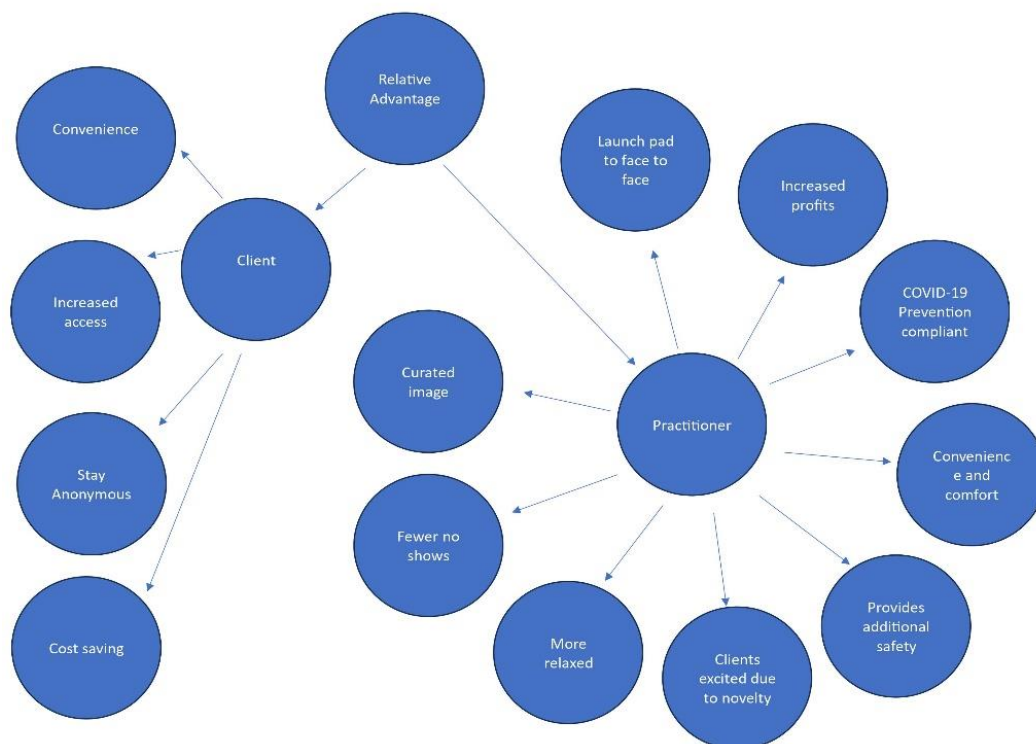 Relative
Advantage
Convenience
Client
Increased
access
Stay
Anonymous
Cost saving
Launch pad
to face to
face
Increased
profits
COVID-19
Prevention
compliant
Curated
image
Practitioner
Convenienc
e and
comfort
Fewer no
shows
More
relaxed
Clients
excited due
to novelty
Provides
additional
safety